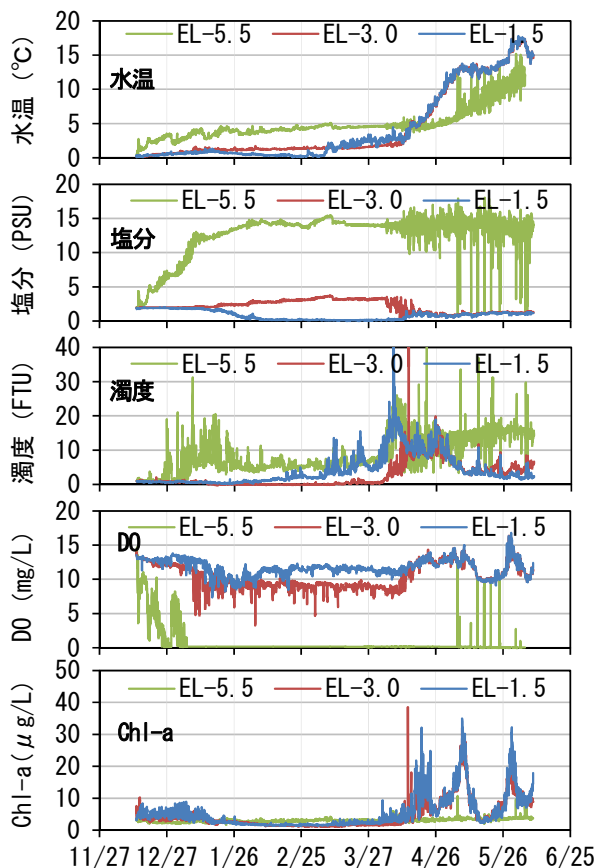 水温 (℃)
20
15
10
5
0
EL-5.5 EL-3.0 EL-1.5
水温
塩分 (PSU)
20
15
10
5
0
EL-5.5 EL-3.0 EL-1.5
塩分
濁度 (FTU)
40
30
20
10
0
EL-5.5 EL-3.0 EL-1.5
濁度
DO (mg/L)
20
15
10
5
0
EL-5.5 EL-3.0 EL-1.5
DO
Chl-a(μg/L)
50
40
30
20
10
0
EL-5.5 EL-3.0 EL-1.5
Chl-a
11/27 12/27 1/26 2/25 3/27 4/26 5/26 6/25